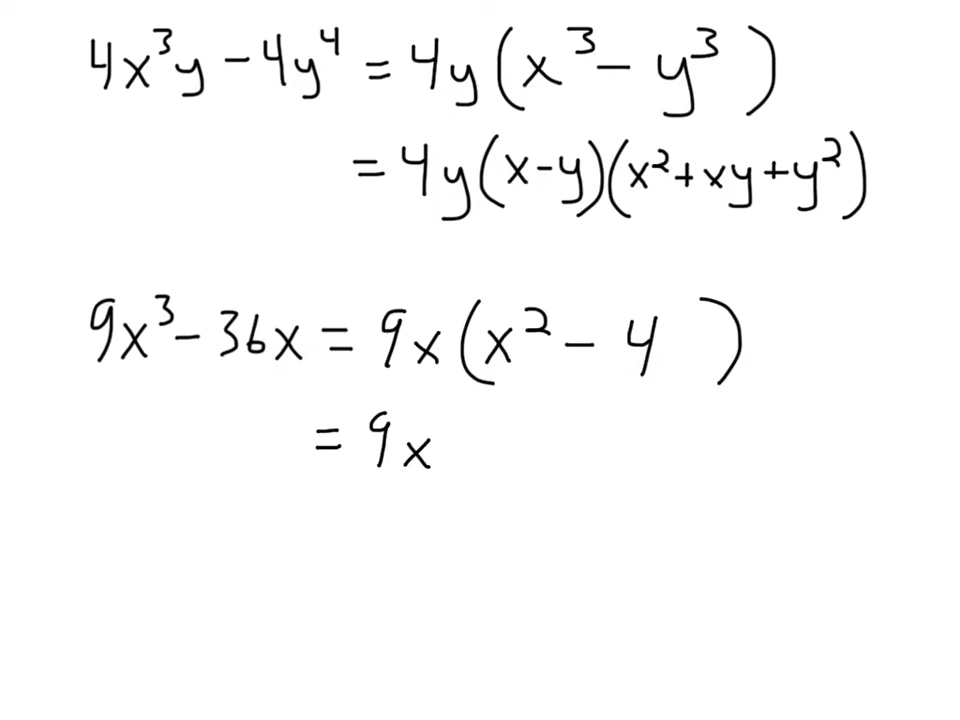 4x³y - 4y⁴ = 4y(x³ - y³)
= 4y(x-y)(x²+xy+y²)
9x³ - 36x = 9x(x² - 4)
= 9x